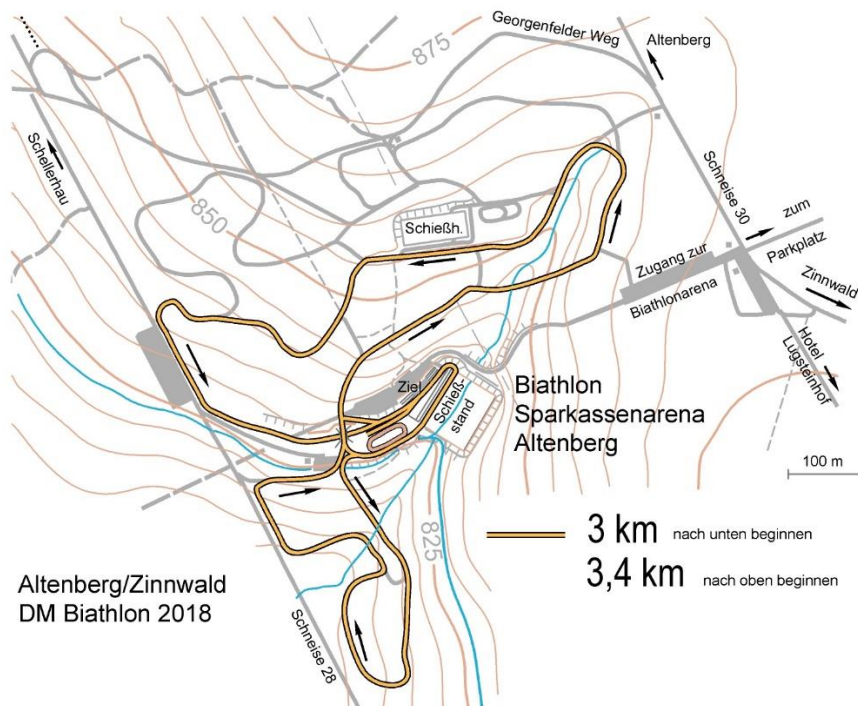 Georgenfelder Weg
Altenberg
875
Schellerhau
850
Schießh.
Schneise 30
zum
Parkplatz
Zugang zur
Biathlonarena
Zinnwald
Hotel
Lugsteinhof
Ziel
Schieß-
stand
Biathlon
Sparkassenarena
Altenberg
100 m
825
3 km nach unten beginnen
3,4 km nach oben beginnen
Altenberg/Zinnwald
DM Biathlon 2018
Schneise 28